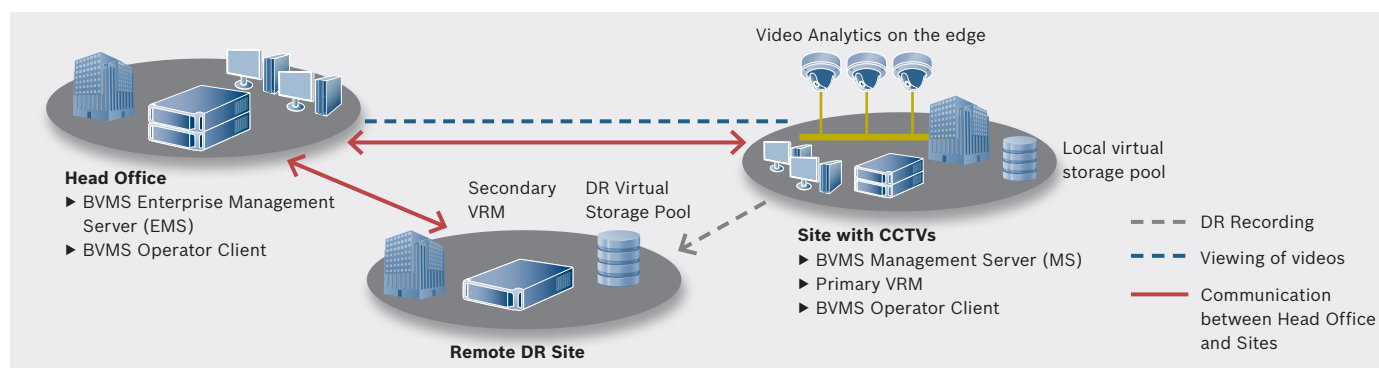 Video Analytics on the edge
Head Office
▶ BVMS Enterprise Management
Server (EMS)
▶ BVMS Operator Client
Secondary
VRM
DR Virtual
Storage Pool
Remote DR Site
Local virtual
storage pool
Site with CCTVs
▶ BVMS Management Server (MS)
▶ Primary VRM
▶ BVMS Operator Client
DR Recording
Viewing of videos
Communication
between Head Office
and Sites